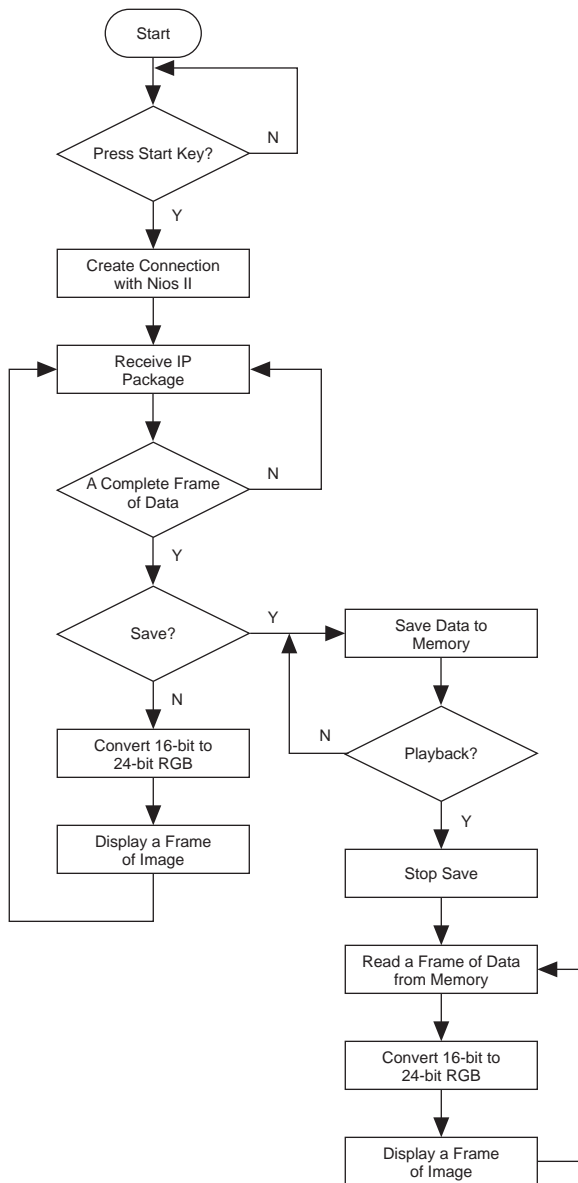 Start
N
Press Start Key?
Y
Create Connection
with Nios II
Receive IP
Package
N
A Complete Frame
of Data
Y
Save?
Y
Save Data to
Memory
N
N
Playback?
Convert 16-bit to
24-bit RGB
Y
Display a Frame
of Image
Stop Save
Read a Frame of Data
from Memory
Convert 16-bit to
24-bit RGB
Display a Frame
of Image